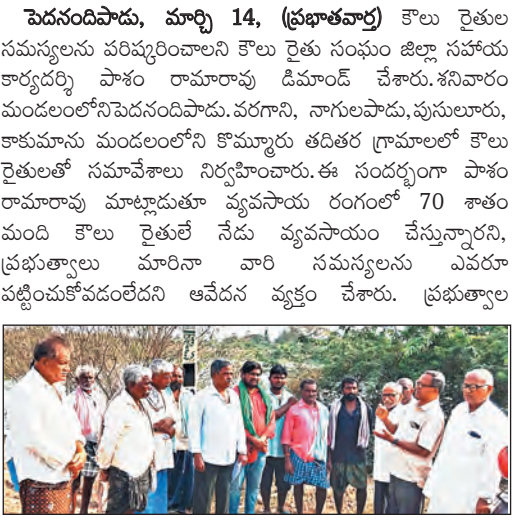 పెదనందిపాడు, మార్చి 14, (ప్రభాతవార్త) కౌలు రైతుల
సమస్యలను పరిష్కరించాలని కౌలు రైతు సంఘం జిల్లా సహాయ
కార్యదర్శి పాశం రామారావు డిమాండ్ చేశారు.శనివారం
మండలంలోనిపెదనందిపాడు.వరగాని, నాగులపాడు,పుసులూరు,
కాకుమాను మండలంలోని కొమ్మూరు తదితర గ్రామాలలో కౌలు
రైతులతో సమావేశాలు నిర్వహించారు.ఈ సందర్భంగా పాశం
రామారావు మాట్లాడుతూ వ్యవసాయ రంగంలో 70 శాతం
మంది కౌలు రైతులే నేడు వ్యవసాయం చేస్తున్నారని,
ప్రభుత్వాలు మారినా వారి సమస్యలను ఎవరూ
పట్టించుకోవడంలేదని ఆవేదన వ్యక్తం చేశారు. ప్రభుత్వాల